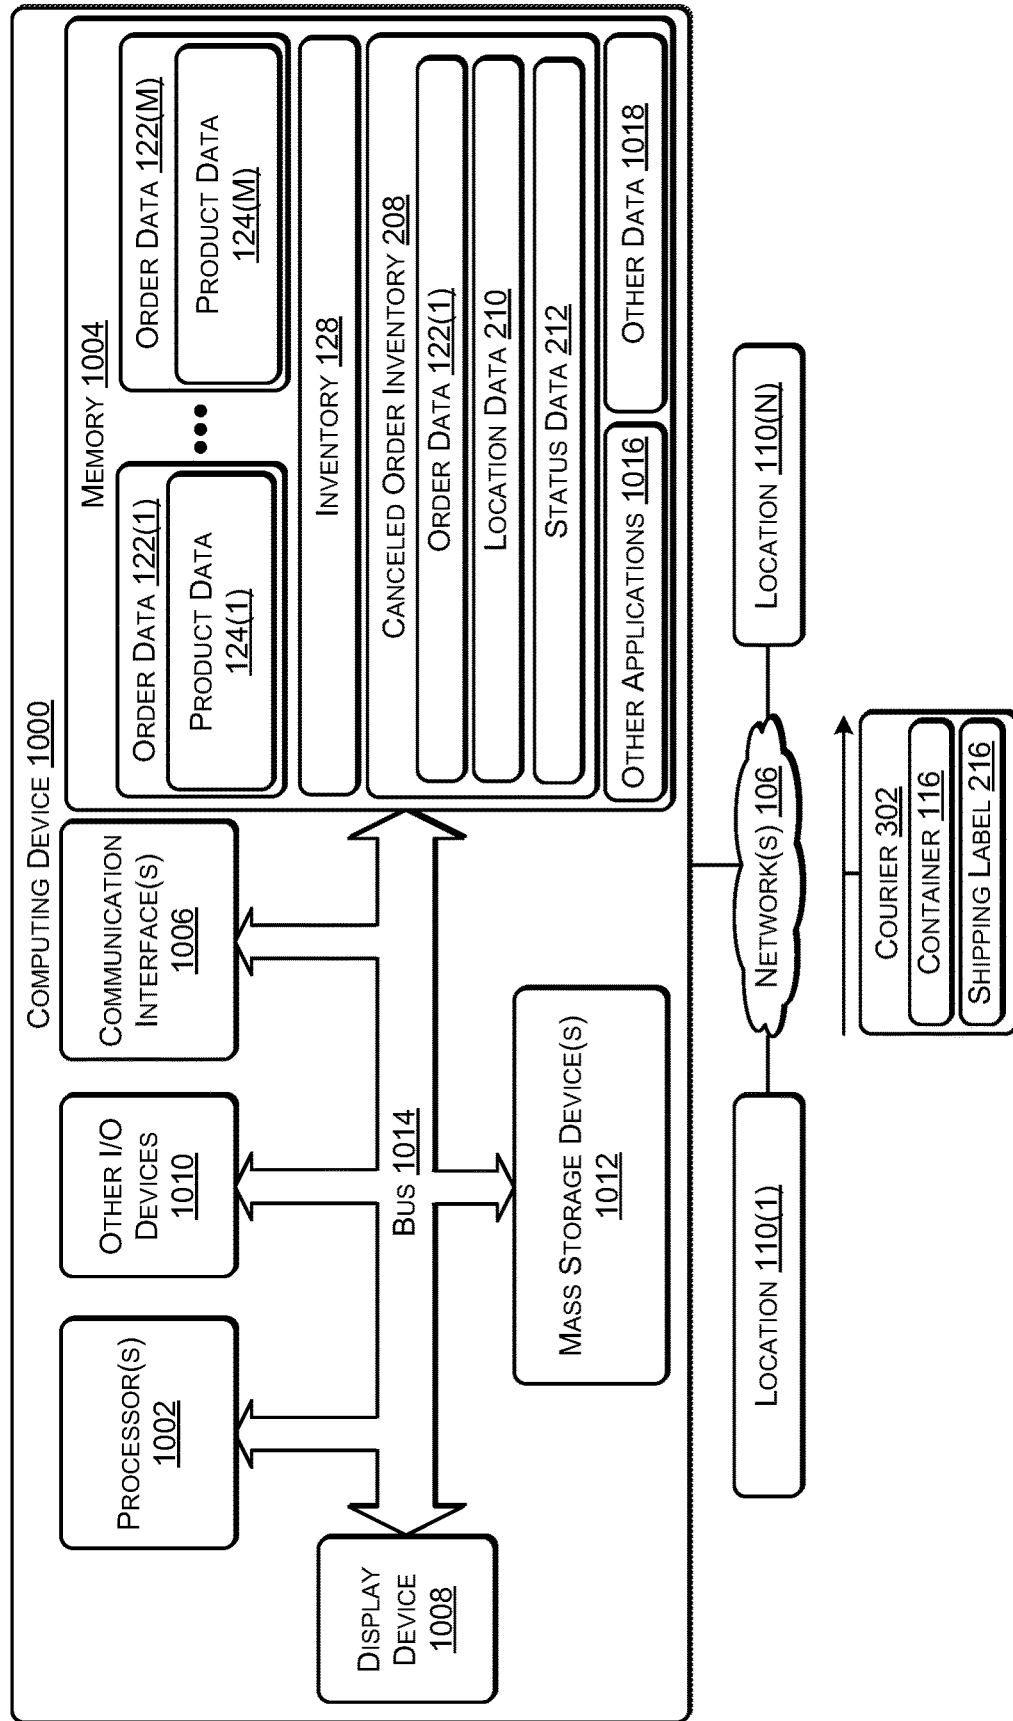 COMPUTING DEVICE 1000
PROCESSOR(S)
1002
OTHER I/O
DEVICES
1010
COMMUNICATION
INTERFACE(S)
1006
DISPLAY
DEVICE
1008
BUS 1014
MASS STORAGE DEVICE(S)
1012
MEMORY 1004
ORDER DATA 122(1)
PRODUCT DATA
124(1)
ORDER DATA 122(M)
PRODUCT DATA
124(M)
INVENTORY 128
CANCELED ORDER INVENTORY 208
ORDER DATA 122(1)
LOCATION DATA 210
STATUS DATA 212
OTHER APPLICATIONS 1016
OTHER DATA 1018
LOCATION 110(1)
NETWORK(S) 106
LOCATION 110(N)
COURIER 302
CONTAINER 116
SHIPPING LABEL 216